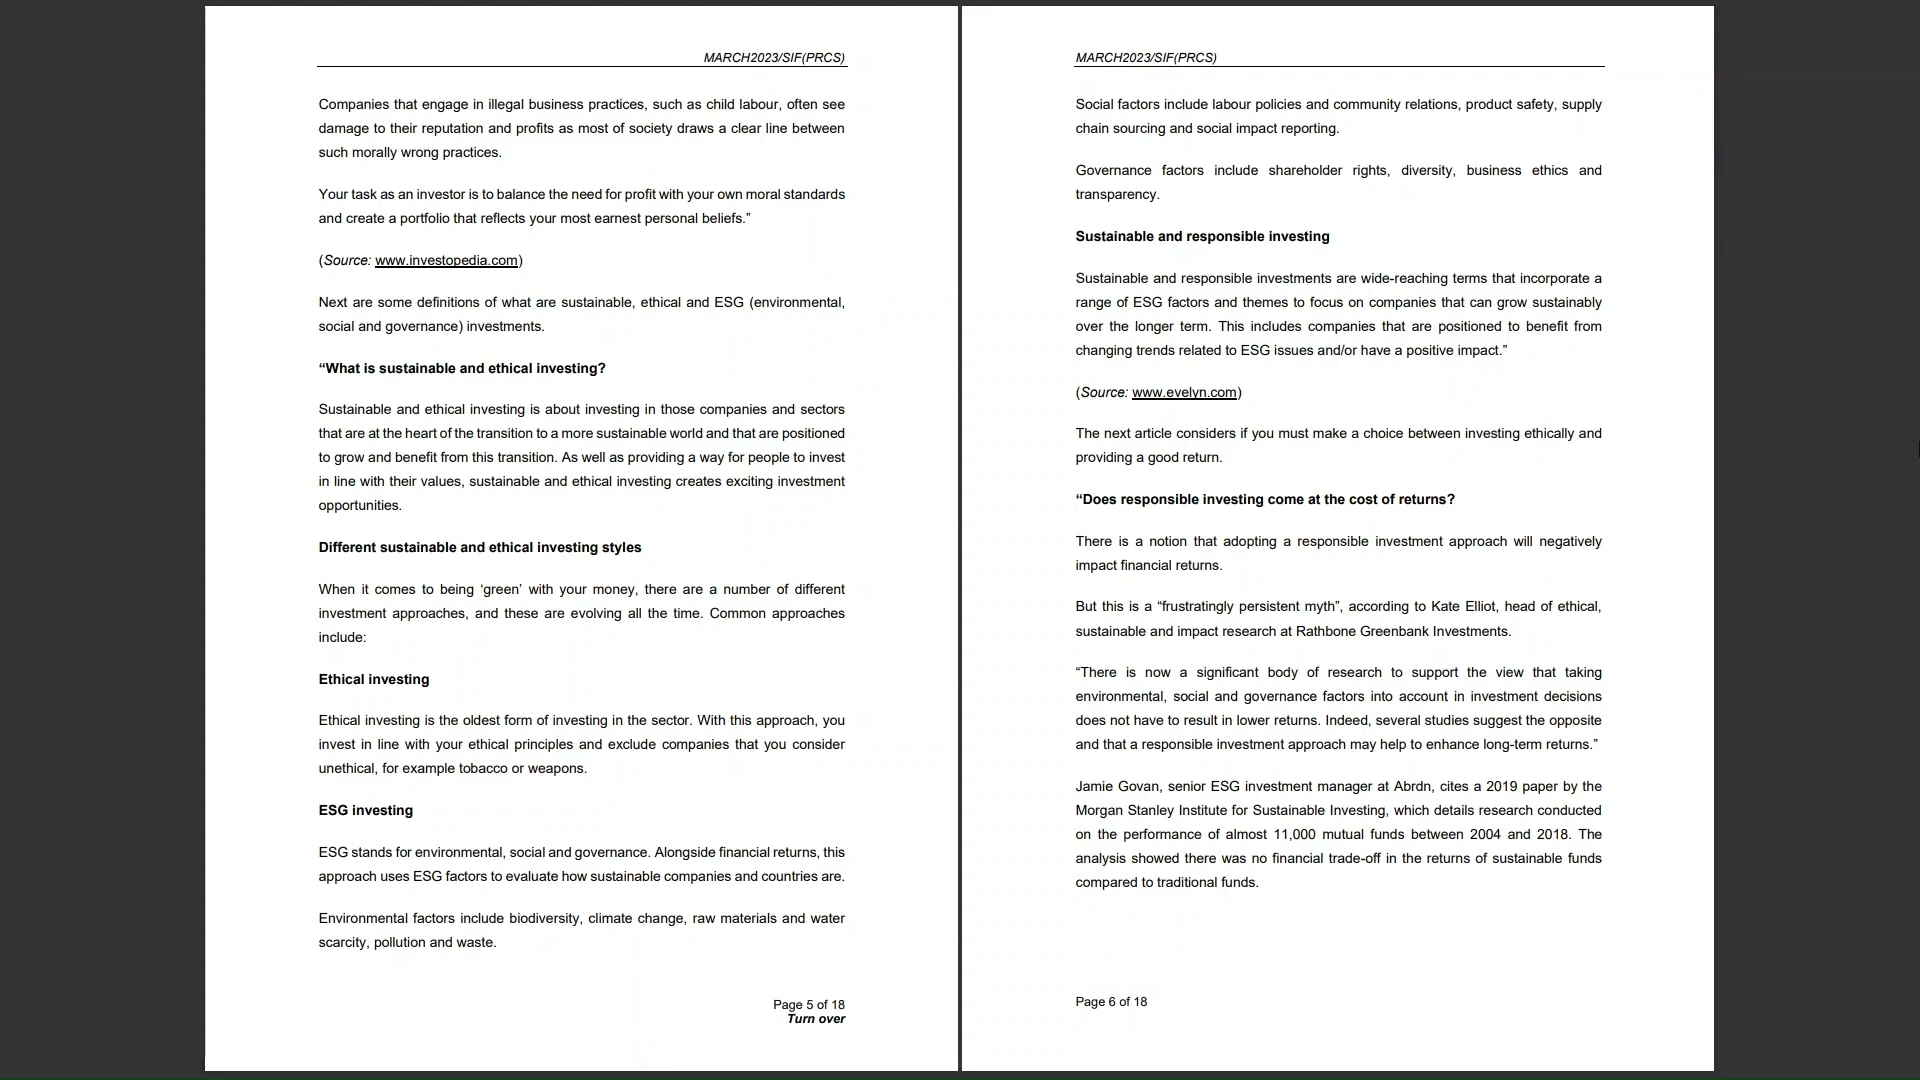 MARCH2023/SIF(PRCS)
Companies that engage in illegal business practices, such as child labour, often see
damage to their reputation and profits as most of society draws a clear line between
such morally wrong practices.
Your task as an investor is to balance the need for profit with your own moral standards
and create a portfolio that reflects your most earnest personal beliefs.”
(Source: www.investopedia.com)
Next are some definitions of what are sustainable, ethical and ESG (environmental,
social and governance) investments.
“What is sustainable and ethical investing?
Sustainable and ethical investing is about investing in those companies and sectors
that are at the heart of the transition to a more sustainable world and that are positioned
to grow and benefit from this transition. As well as providing a way for people to invest
in line with their values, sustainable and ethical investing creates exciting investment
opportunities.
Different sustainable and ethical investing styles
When it comes to being ‘green’ with your money, there are a number of different
investment approaches, and these are evolving all the time. Common approaches
include:
Ethical investing
Ethical investing is the oldest form of investing in the sector. With this approach, you
invest in line with your ethical principles and exclude companies that you consider
unethical, for example tobacco or weapons.
ESG investing
ESG stands for environmental, social and governance. Alongside financial returns, this
approach uses ESG factors to evaluate how sustainable companies and countries are.
Environmental factors include biodiversity, climate change, raw materials and water
scarcity, pollution and waste.
Page 5 of 18
Turn over
MARCH2023/SIF(PRCS)
Social factors include labour policies and community relations, product safety, supply
chain sourcing and social impact reporting.
Governance factors include shareholder rights, diversity, business ethics and
transparency.
Sustainable and responsible investing
Sustainable and responsible investments are wide-reaching terms that incorporate a
range of ESG factors and themes to focus on companies that can grow sustainably
over the longer term. This includes companies that are positioned to benefit from
changing trends related to ESG issues and/or have a positive impact.”
(Source: www.evelyn.com)
The next article considers if you must make a choice between investing ethically and
providing a good return.
“Does responsible investing come at the cost of returns?
There is a notion that adopting a responsible investment approach will negatively
impact financial returns.
But this is a “frustratingly persistent myth”, according to Kate Elliot, head of ethical,
sustainable and impact research at Rathbone Greenbank Investments.
“There is now a significant body of research to support the view that taking
environmental, social and governance factors into account in investment decisions
does not have to result in lower returns. Indeed, several studies suggest the opposite
and that a responsible investment approach may help to enhance long-term returns.”
Jamie Govan, senior ESG investment manager at Abrdn, cites a 2019 paper by the
Morgan Stanley Institute for Sustainable Investing, which details research conducted
on the performance of almost 11,000 mutual funds between 2004 and 2018. The
analysis showed there was no financial trade-off in the returns of sustainable funds
compared to traditional funds.
Page 6 of 18